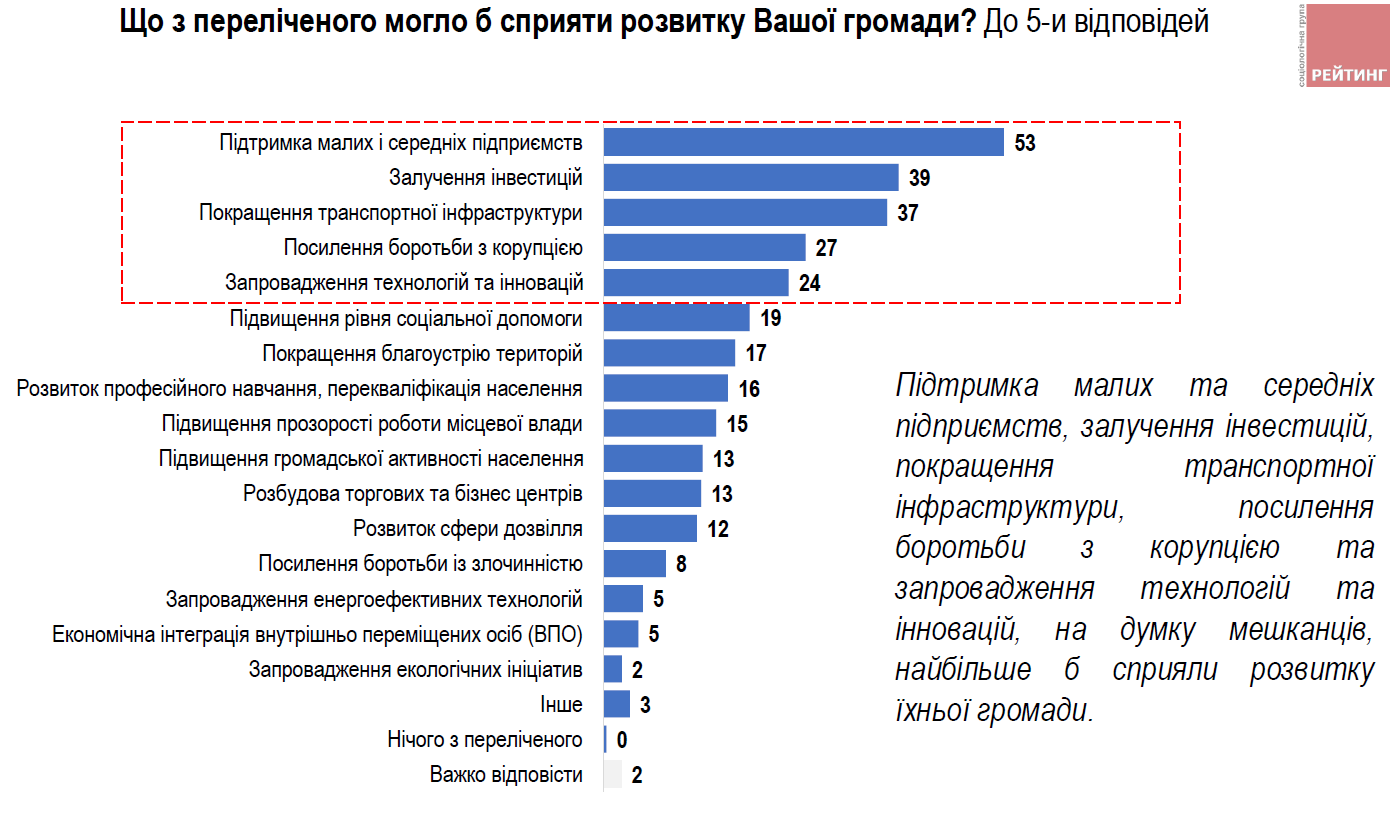 Що з переліченого могло б сприяти розвитку Вашої громади? До 5-и відповідей
соціологічна група
РЕЙТИНГ
Підтримка малих і середніх підприємств 53
Залучення інвестицій 39
Покращення транспортної інфраструктури 37
Посилення боротьби з корупцією 27
Запровадження технологій та інновацій 24
Підвищення рівня соціальної допомоги 19
Покращення благоустрію територій 17
Розвиток професійного навчання, перекваліфікація населення 16
Підвищення прозорості роботи місцевої влади 15
Підвищення громадської активності населення 13
Розбудова торгових та бізнес центрів 13
Розвиток сфери дозвілля 12
Посилення боротьби із злочинністю 8
Запровадження енергоефективних технологій 5
Економічна інтеграція внутрішньо переміщених осіб (ВПО) 5
Запровадження екологічних ініціатив 2
Інше 3
Нічого з переліченого 0
Важко відповісти 2
Підтримка малих та середніх
підприємств, залучення інвестицій,
покращення транспортної
інфраструктури, посилення
боротьби з корупцією та
запровадження технологій та
інновацій, на думку мешканців,
найбільше б сприяли розвитку
їхньої громади.